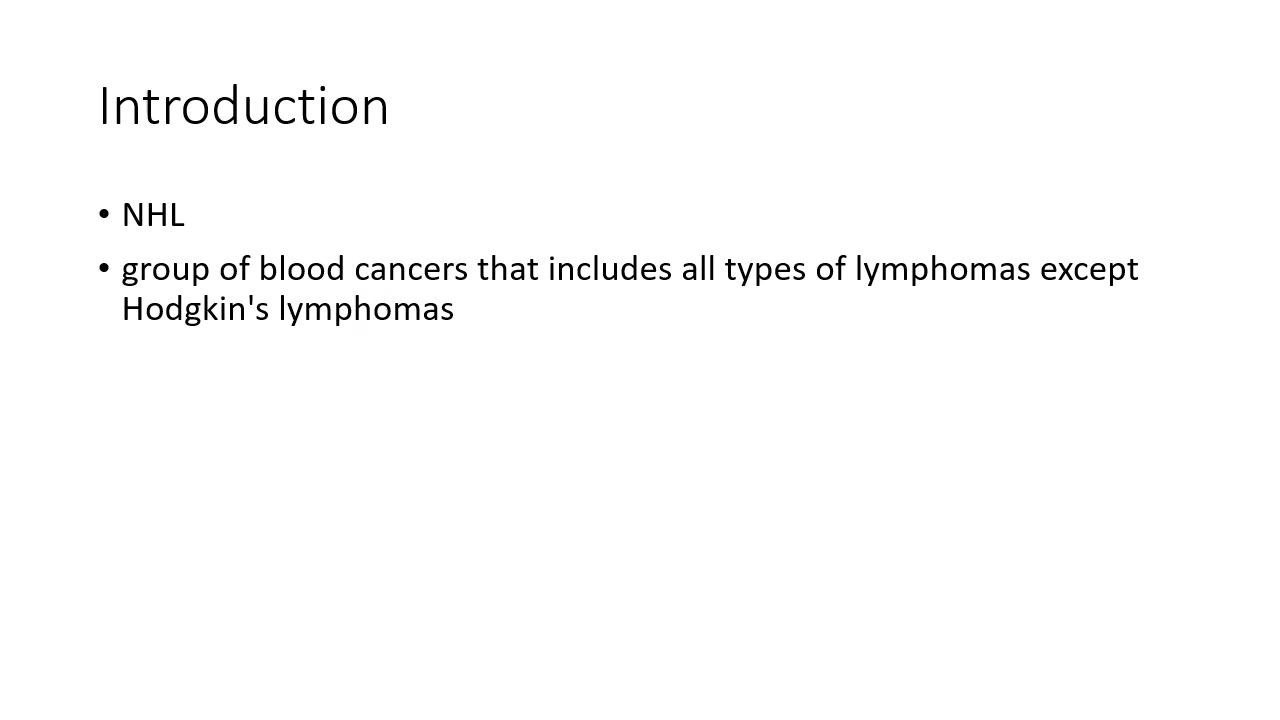 Introduction
• NHL
• group of blood cancers that includes all types of lymphomas except
Hodgkin's lymphomas